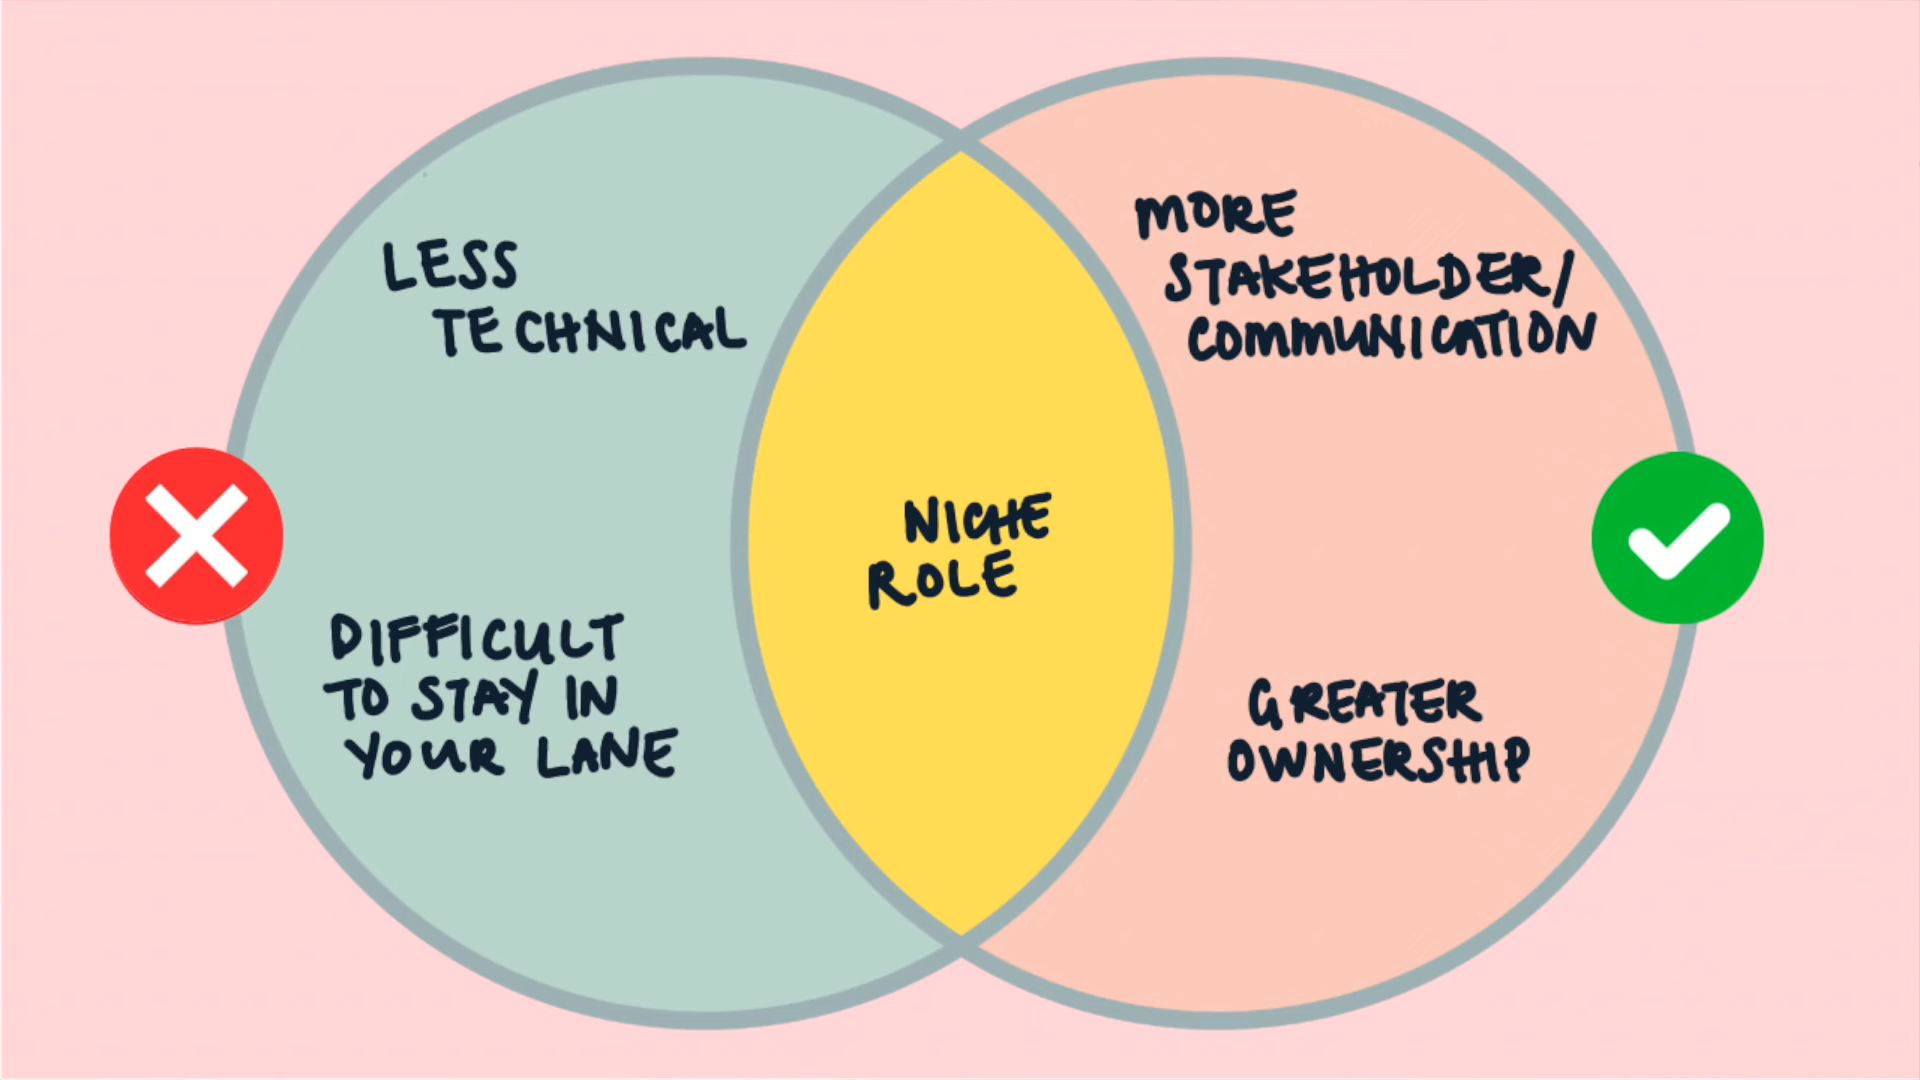 LESS
TECHNICAL
DIFFICULT
TO STAY IN
YOUR LANE
NICHE
ROLE
MORE
STAKEHOLDER/
COMMUNICATION
GREATER
OWNERSHIP